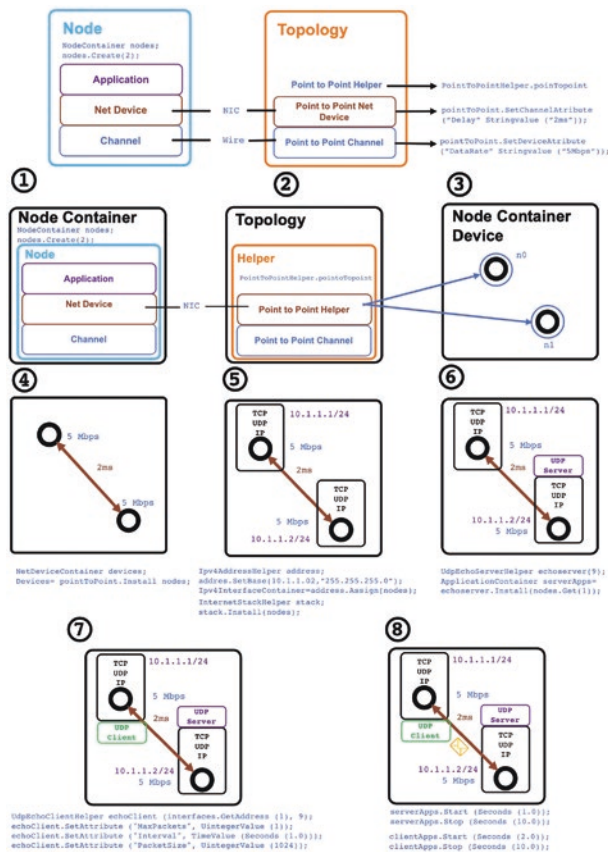 Node
NodeContainer nodes;
nodes.Create(2);
Application
Net Device
Channel
NIC
Wire
Topology
Point to Point Helper
Point to Point Net
Device
Point to Point Channel
PointToPointHelper.poinTopoint
pointToPoint.SetChannelAtribute
("Delay" Stringvalue ("2ms"));
pointToPoint.SetDeviceAtribute
("DataRate" Stringvalue ("5Mbps"));
1
Node Container
NodeContainer nodes;
nodes.Create(2);
Node
Application
Net Device
Channel
NIC
2
Topology
Helper
PointToPointHelper.pointoTopoint
Point to Point Helper
Point to Point Channel
3
Node Container
Device
n0
n1
4
5 Mbps
2ms
5 Mbps
NetDeviceContainer devices;
Devices= pointToPoint.Install nodes;
5
TCP
UDP
IP
10.1.1.1/24
5 Mbps
2ms
TCP
UDP
IP
5 Mbps
10.1.1.2/24
Ipv4AddressHelper address;
addres.SetBase(10.1.1.02,"255.255.255.0");
Ipv4InterfaceContainer=address.Assign(nodes);
InternetStackHelper stack;
stack.Install(nodes);
6
TCP
UDP
IP
10.1.1.1/24
5 Mbps
2ms
UDP
Server
TCP
UDP
IP
5 Mbps
10.1.1.2/24
UdpEchoServerHelper echoserver(9);
ApplicationContainer serverApps=
echoserver.Install(nodes.Get(1));
7
TCP
UDP
IP
10.1.1.1/24
5 Mbps
2ms
UDP
Client
UDP
Server
TCP
UDP
IP
10.1.1.2/24
5 Mbps
UdpEchoClientHelper echoClient (interfaces.GetAddress (1), 9);
echoClient.SetAttribute ("MaxPackets", UintegerValue (1));
echoClient.SetAttribute ("Interval", TimeValue (Seconds (1.0)));
echoClient.SetAttribute ("PacketSize", UintegerValue (1024));
8
TCP
UDP
IP
10.1.1.1/24
5 Mbps
2ms
UDP
Client
UDP
Server
TCP
UDP
IP
10.1.1.2/24
5 Mbps
serverApps.Start (Seconds (1.0));
serverApps.Stop (Seconds (10.0));
clientApps.Start (Seconds (2.0));
clientApps.Stop (Seconds (10.0));